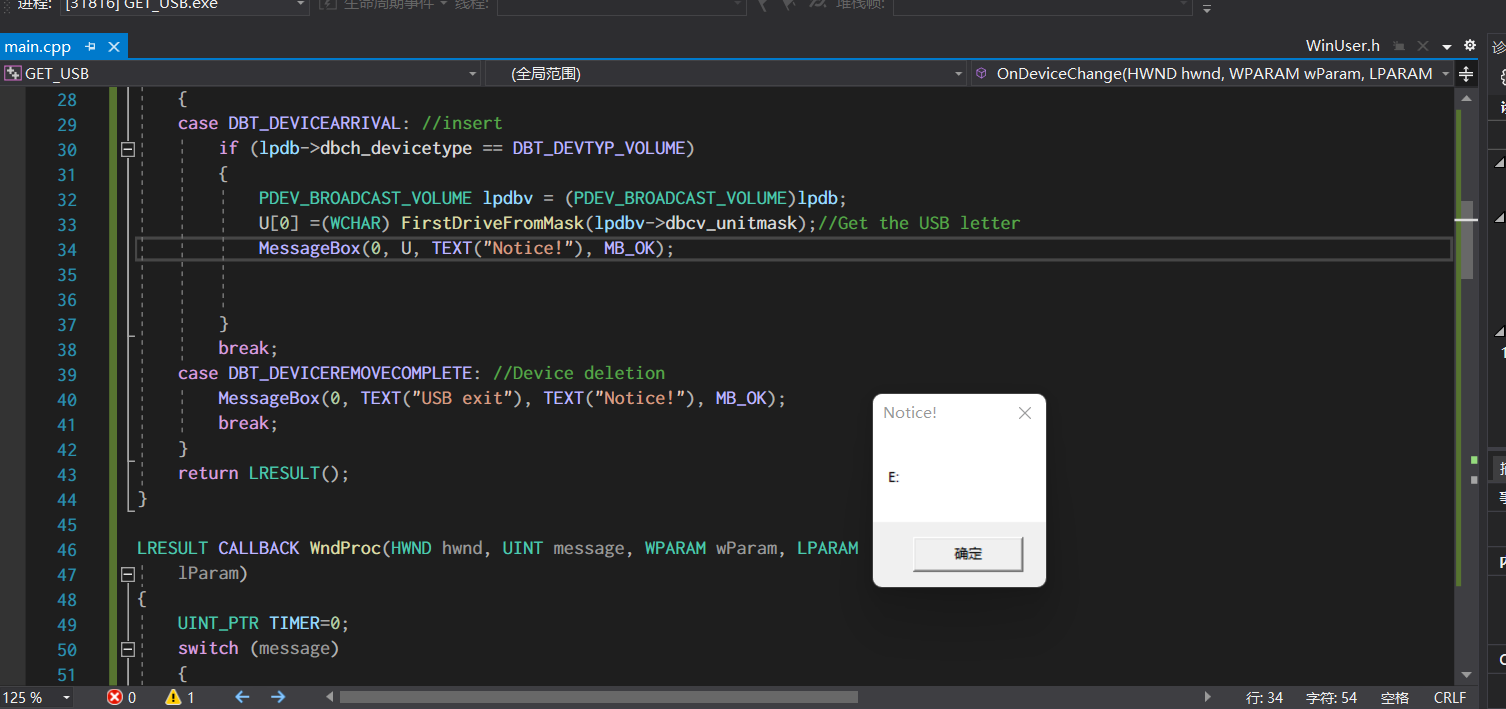 进程: [31816] GET_USB.exe 生命周期事件 线程: 堆栈帧:
main.cpp WinUser.h
GET_USB (全局范围) OnDeviceChange(HWND hwnd, WPARAM wParam, LPARAM
28 {
29 case DBT_DEVICEARRIVAL: //insert
30 if (lpdb->dbch_devicetype == DBT_DEVTYP_VOLUME)
31 {
32 PDEV_BROADCAST_VOLUME lpdbv = (PDEV_BROADCAST_VOLUME)lpdb;
33 U[0] =(WCHAR) FirstDriveFromMask(lpdbv->dbcv_unitmask);//Get the USB letter
34 MessageBox(0, U, TEXT("Notice!"), MB_OK);
35
36
37 }
38 break;
39 case DBT_DEVICEREMOVECOMPLETE: //Device deletion
40 MessageBox(0, TEXT("USB exit"), TEXT("Notice!"), MB_OK);
41 break;
42 }
43 return LRESULT();
44 }
45
46 LRESULT CALLBACK WndProc(HWND hwnd, UINT message, WPARAM wParam, LPARAM
47 lParam)
48 {
49 UINT_PTR TIMER=0;
50 switch (message)
51 {
Notice!
E:
确定
125 % 0 1 行: 34 字符: 54 空格 CRLF